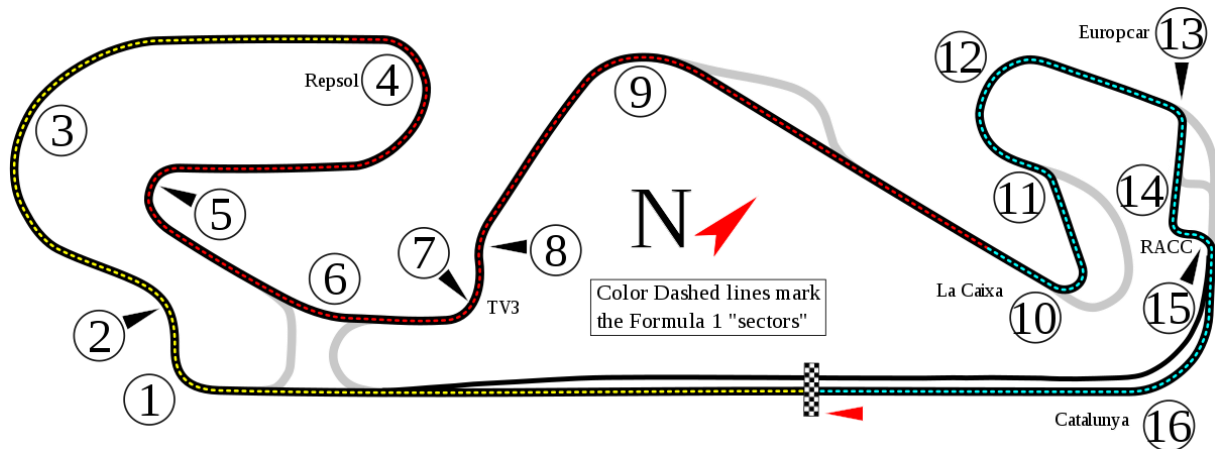 Europcar
13
12
Repsol
4
9
3
14
11
5
N
RACC
7
8
6
TV3
Color Dashed lines mark
the Formula 1 "sectors"
La Caixa
10
15
2
1
Catalunya
16